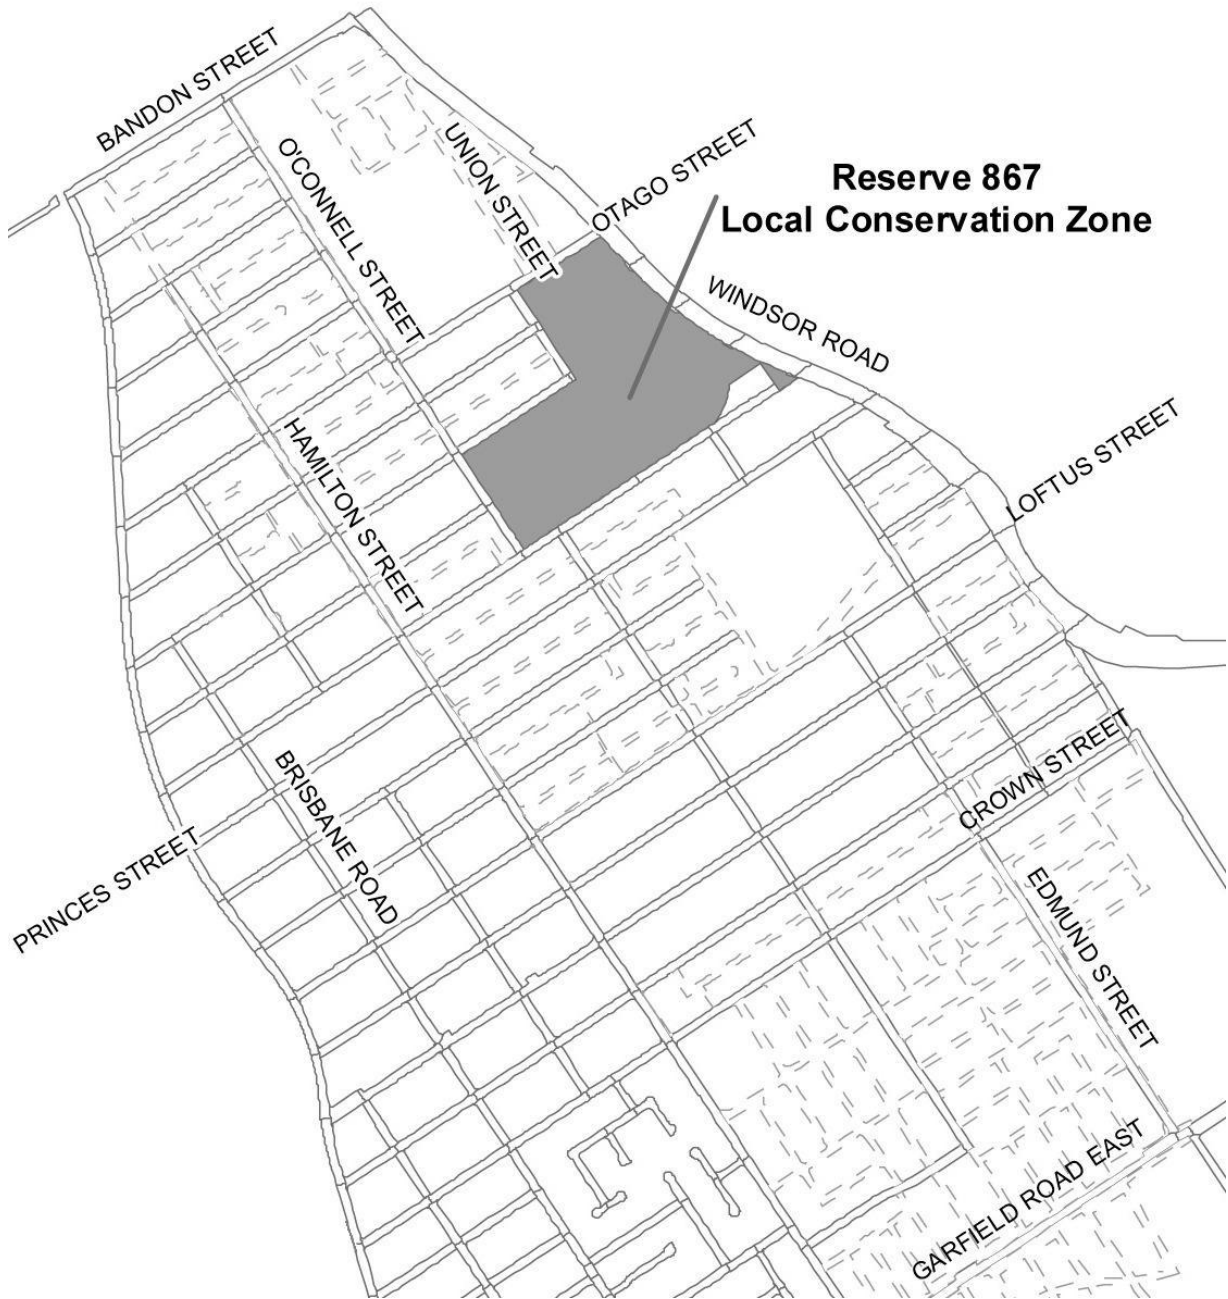 BANDON STREET
O'CONNELL STREET
UNION STREET
OTAGO STREET
Reserve 867
Local Conservation Zone
WINDSOR ROAD
HAMILTON STREET
LOFTUS STREET
BRISBANE ROAD
CROWN STREET
PRINCES STREET
EDMUND STREET
GARFIELD ROAD EAST